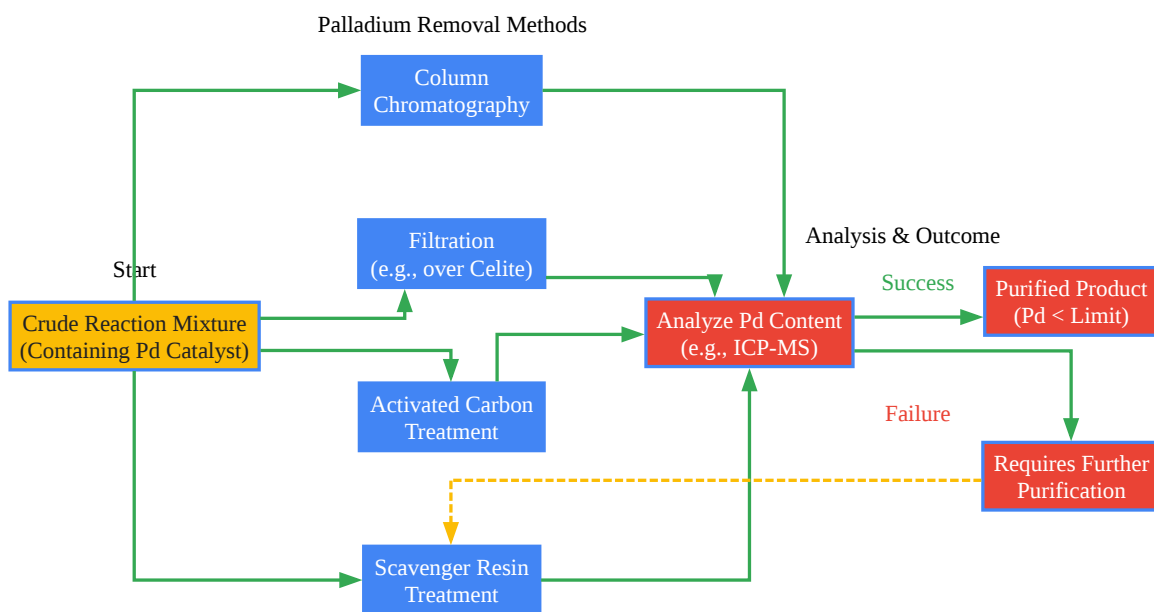 Palladium Removal Methods
Column
Chromatography
Filtration
(e.g., over Celite)
Analysis & Outcome
Start
Success
Purified Product
(Pd < Limit)
Crude Reaction Mixture
(Containing Pd Catalyst)
Analyze Pd Content
(e.g., ICP-MS)
Activated Carbon
Treatment
Failure
Requires Further
Purification
Scavenger Resin
Treatment